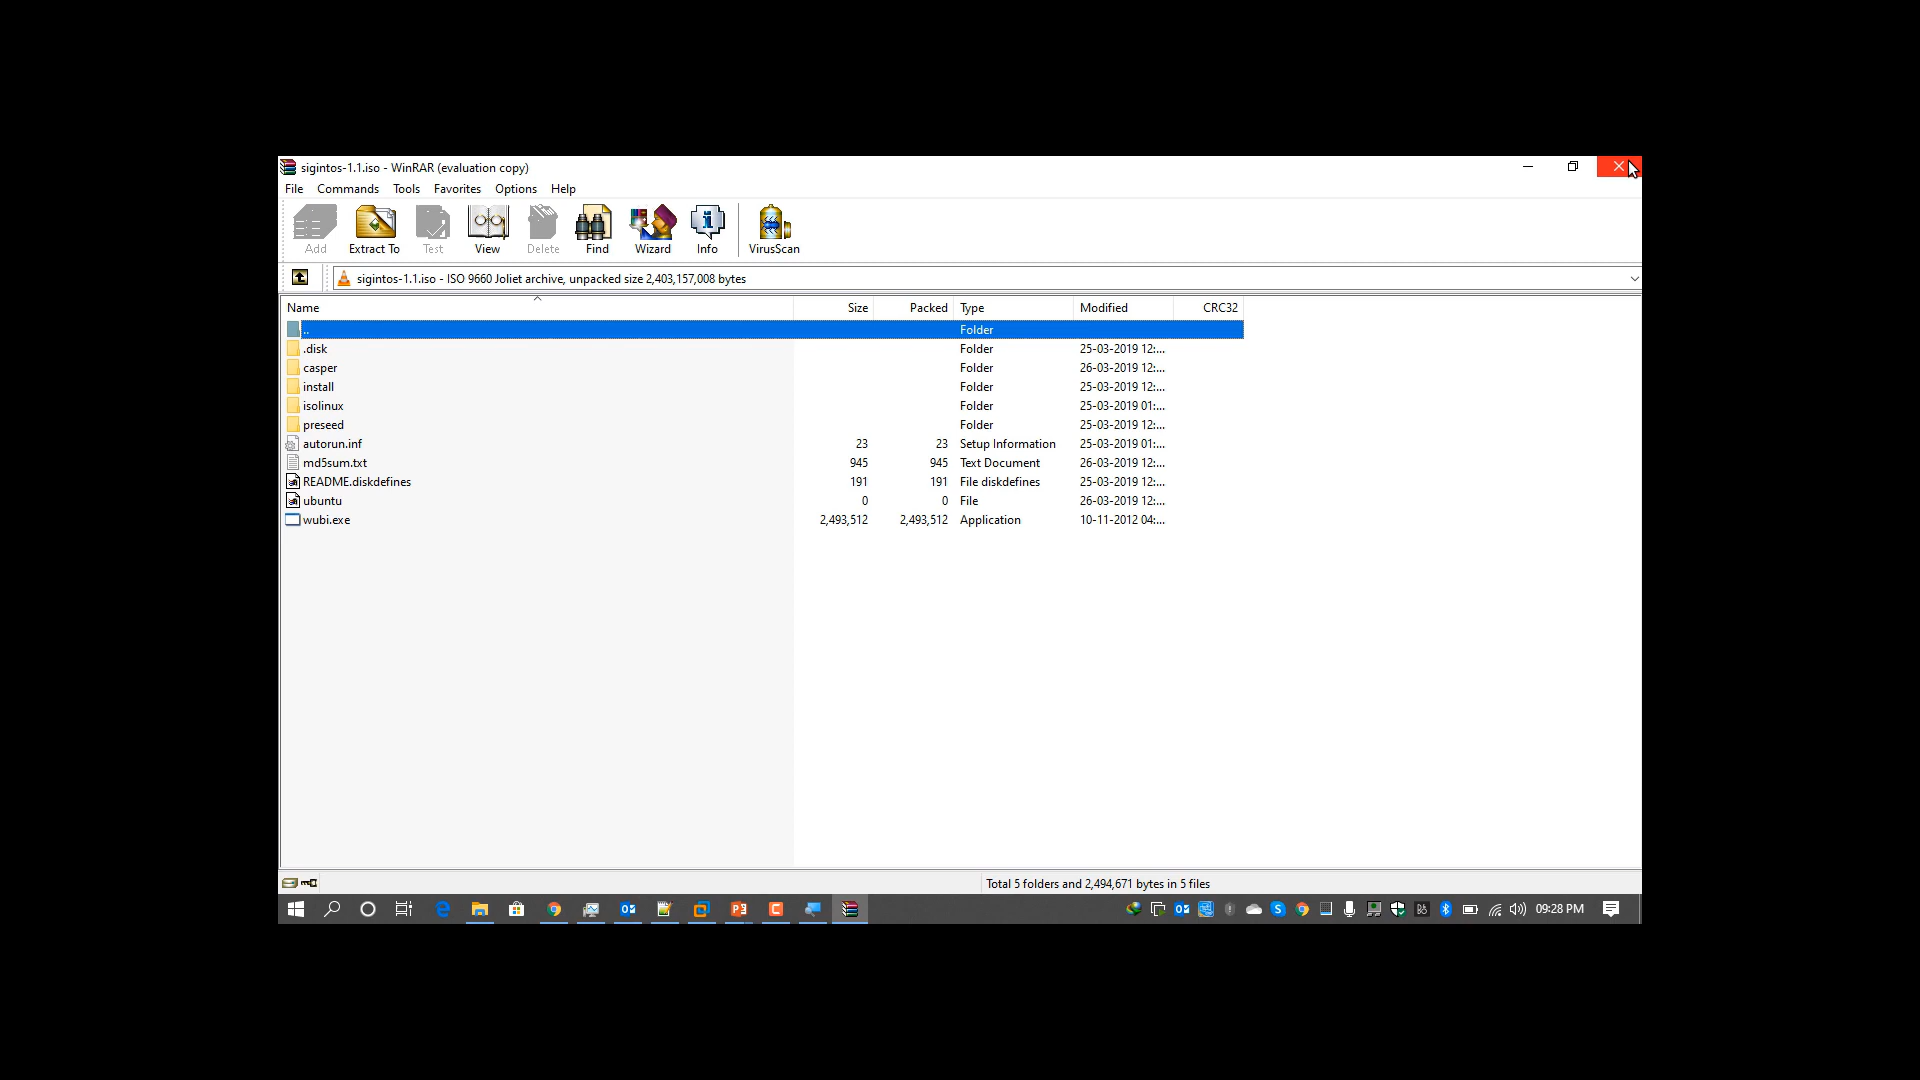 sigintos-1.1.iso - WinRAR (evaluation copy)
File Commands Tools Favorites Options Help
Add Extract To Test View Delete Find Wizard Info VirusScan
sigintos-1.1.iso - ISO 9660 Joliet archive, unpacked size 2,403,157,008 bytes
Name Size Packed Type Modified CRC32
.. Folder
.disk Folder 25-03-2019 12:...
casper Folder 26-03-2019 12:...
install Folder 25-03-2019 12:...
isolinux Folder 25-03-2019 01:...
preseed Folder 25-03-2019 12:...
autorun.inf 23 23 Setup Information 25-03-2019 01:...
md5sum.txt 945 945 Text Document 26-03-2019 12:...
README.diskdefines 191 191 File diskdefines 25-03-2019 12:...
ubuntu 0 0 File 26-03-2019 12:...
wubi.exe 2,493,512 2,493,512 Application 10-11-2012 04:...
Total 5 folders and 2,494,671 bytes in 5 files
09:28 PM